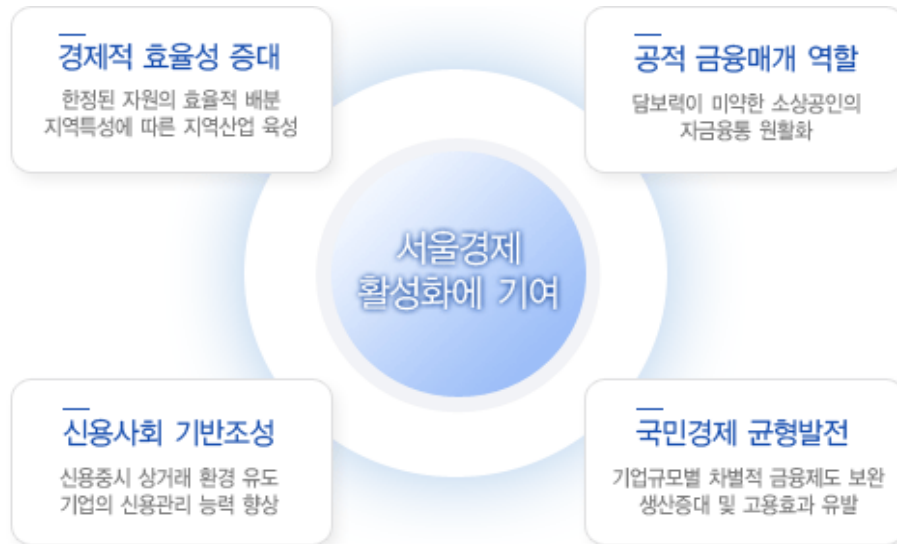 경제적 효율성 증대
한정된 자원의 효율적 배분
지역특성에 따른 지역산업 육성
공적 금융매개 역할
담보력이 미약한 소상공인의
자금융통 원활화
서울경제
활성화에 기여
신용사회 기반조성
신용중시 상거래 환경 유도
기업의 신용관리 능력 향상
국민경제 균형발전
기업규모별 차별적 금융제도 보완
생산증대 및 고용효과 유발